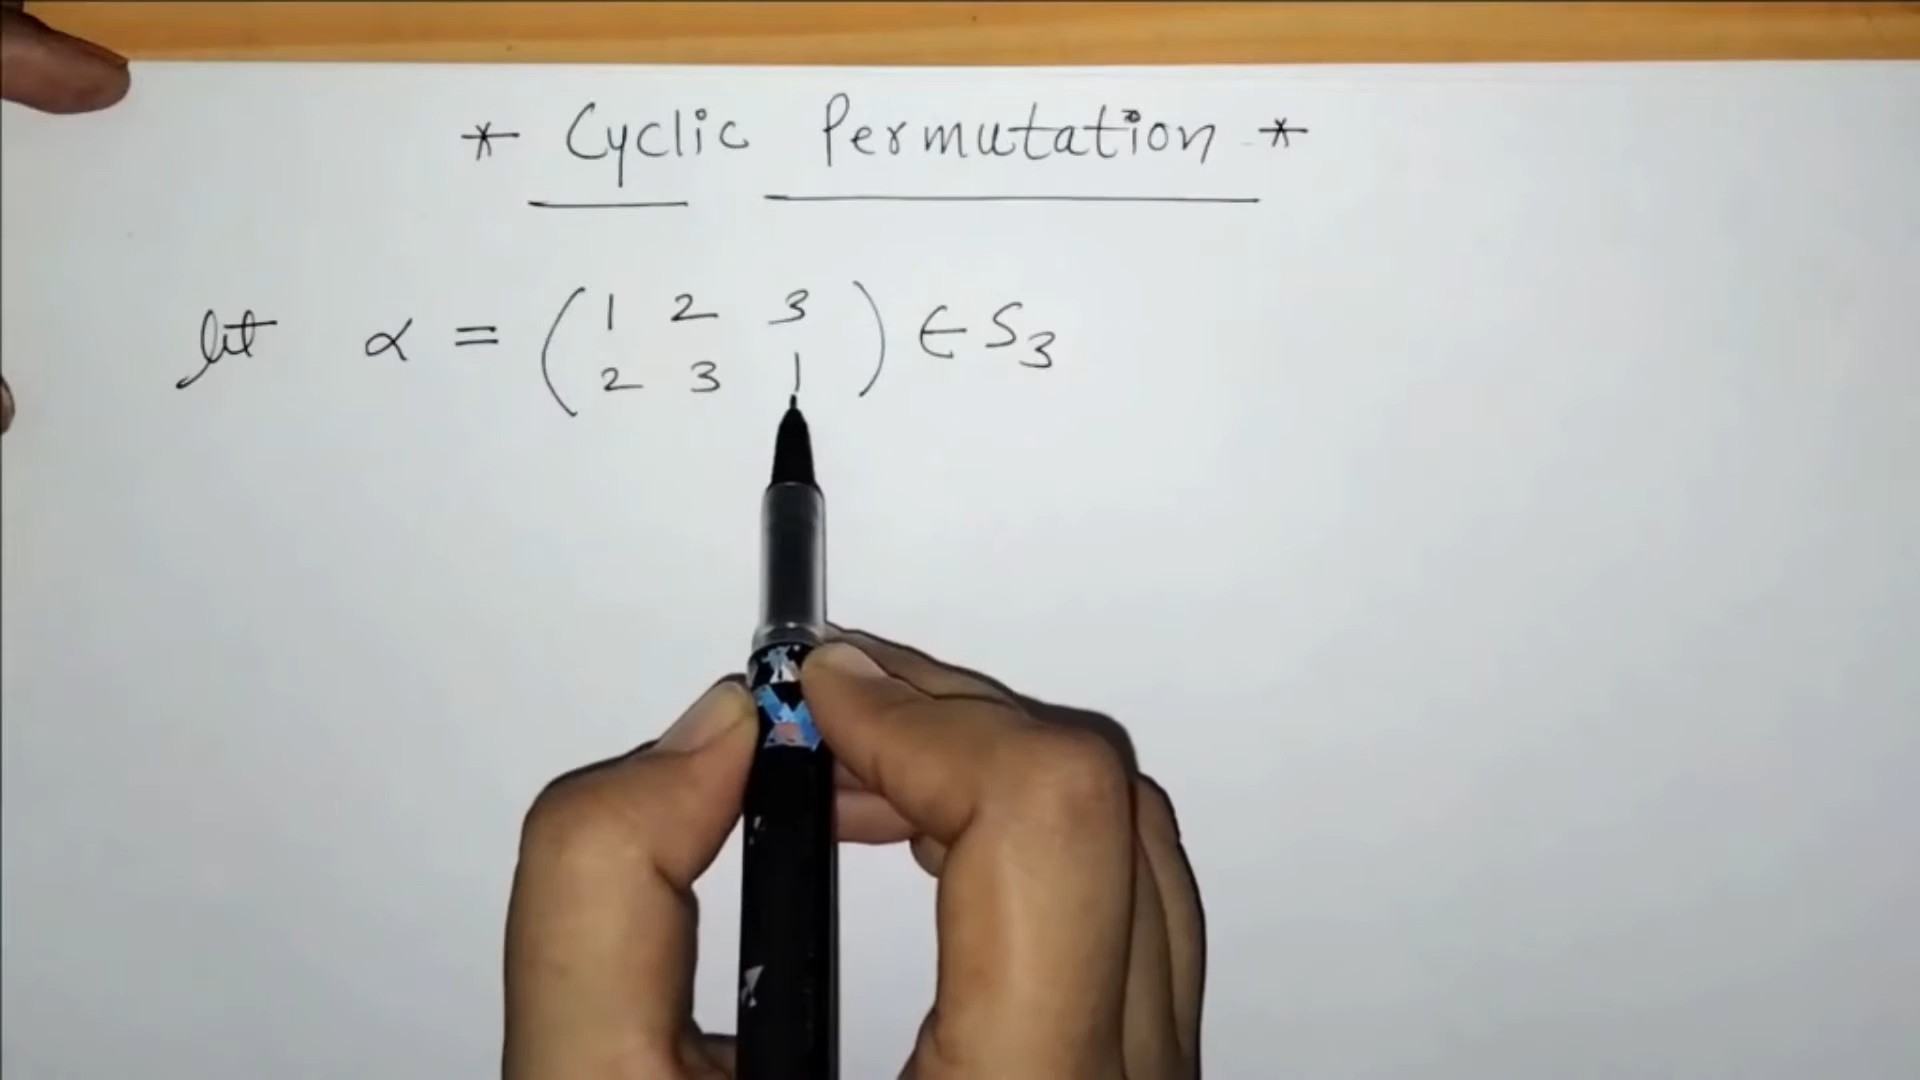 * Cyclic Permutation *
let α = ( 1 2 3
2 3 1 ) ∈ S₃